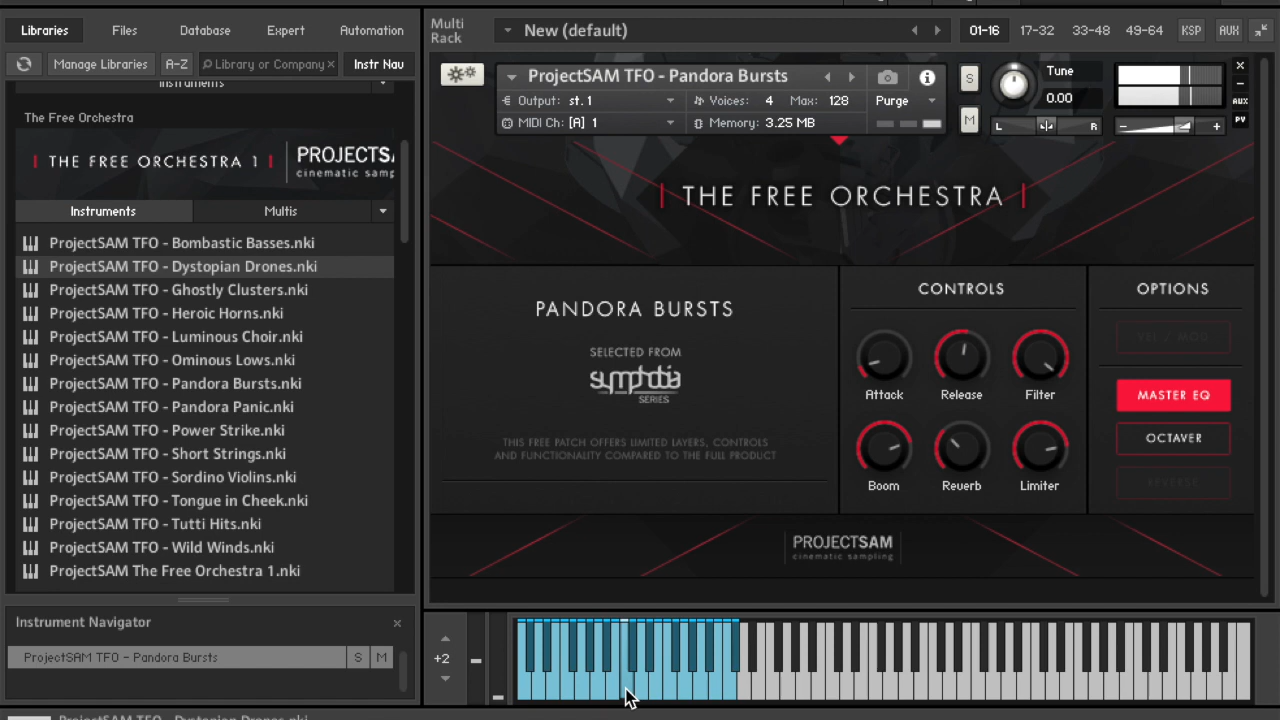 Libraries Files Database Expert Automation
Manage Libraries A-Z Library or Company × Instr Nav
Instruments
The Free Orchestra
THE FREE ORCHESTRA 1 PROJECTSA
cinematic samp
Instruments Multis
ProjectSAM TFO - Bombastic Basses.nki
ProjectSAM TFO - Dystopian Drones.nki
ProjectSAM TFO - Ghostly Clusters.nki
ProjectSAM TFO - Heroic Horns.nki
ProjectSAM TFO - Luminous Choir.nki
ProjectSAM TFO - Ominous Lows.nki
ProjectSAM TFO - Pandora Bursts.nki
ProjectSAM TFO - Pandora Panic.nki
ProjectSAM TFO - Power Strike.nki
ProjectSAM TFO - Short Strings.nki
ProjectSAM TFO - Sordino Violins.nki
ProjectSAM TFO - Tongue in Cheek.nki
ProjectSAM TFO - Tutti Hits.nki
ProjectSAM TFO - Wild Winds.nki
ProjectSAM The Free Orchestra 1.nki
Instrument Navigator ×
ProjectSAM TFO - Pandora Bursts S M
ProjectSAM TFO - Dystopian Drones.nki
Multi
Rack
New (default) 01-16 17-32 33-48 49-64 KSP AUX
ProjectSAM TFO - Pandora Bursts
Output: st.1 Voices: 4 Max: 128 Purge
MIDI Ch: [A] 1 Memory: 3.25 MB
S
M
Tune
0.00
L R
- +
×
-
AUX
PV
THE FREE ORCHESTRA
PANDORA BURSTS
SELECTED FROM
symphobia
SERIES
THIS FREE PATCH OFFERS LIMITED LAYERS, CONTROLS
AND FUNCTIONALITY COMPARED TO THE FULL PRODUCT
CONTROLS
Attack Release Filter
Boom Reverb Limiter
OPTIONS
VEL / MOD
MASTER EQ
OCTAVER
REVERSE
PROJECTSAM
cinematic sampling
+2